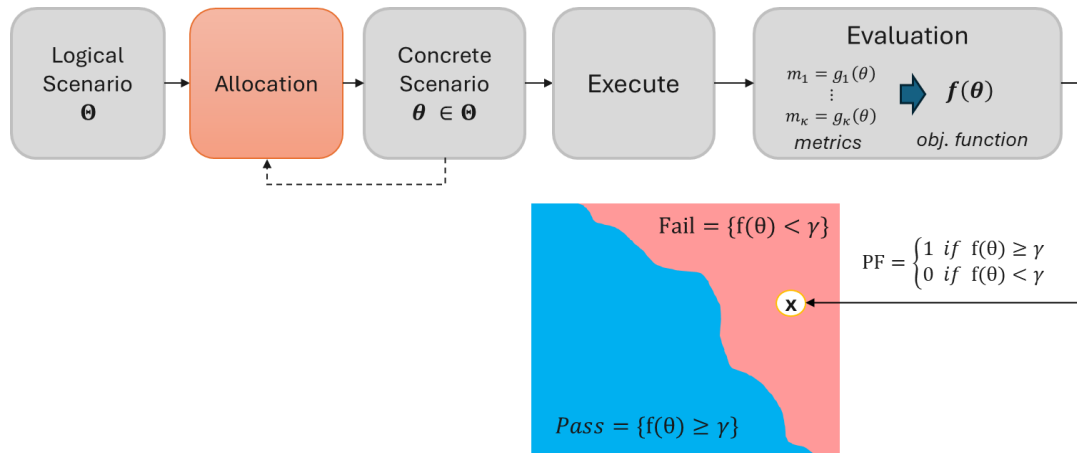 Logical
Scenario
Θ
Allocation
Concrete
Scenario
θ ∈ Θ
Execute
Evaluation
m₁ = g₁(θ)
⋮
mκ = gκ(θ)
metrics
f(θ)
obj. function
Fail = {f(θ) < γ}
PF = {1 if f(θ) ≥ γ
0 if f(θ) < γ
x
Pass = {f(θ) ≥ γ}